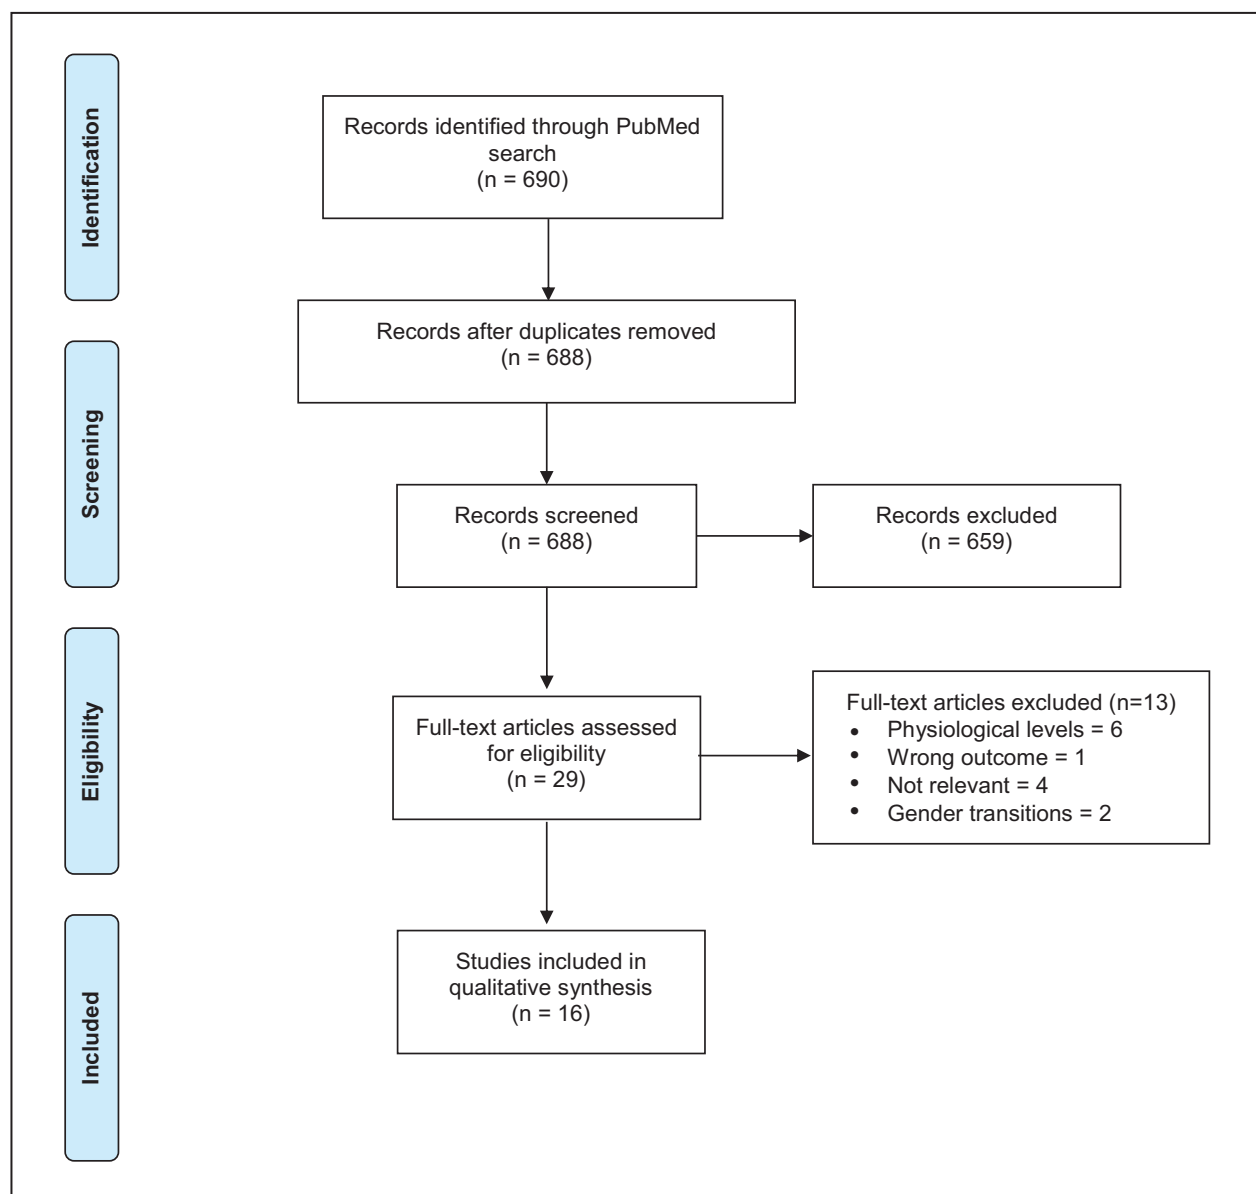 Identification
Records identified through PubMed
search
(n = 690)
Records after duplicates removed
(n = 688)
Screening
Records screened
(n = 688)
Records excluded
(n = 659)
Eligibility
Full-text articles assessed
for eligibility
(n = 29)
Full-text articles excluded (n=13)
• Physiological levels = 6
• Wrong outcome = 1
• Not relevant = 4
• Gender transitions = 2
Included
Studies included in
qualitative synthesis
(n = 16)